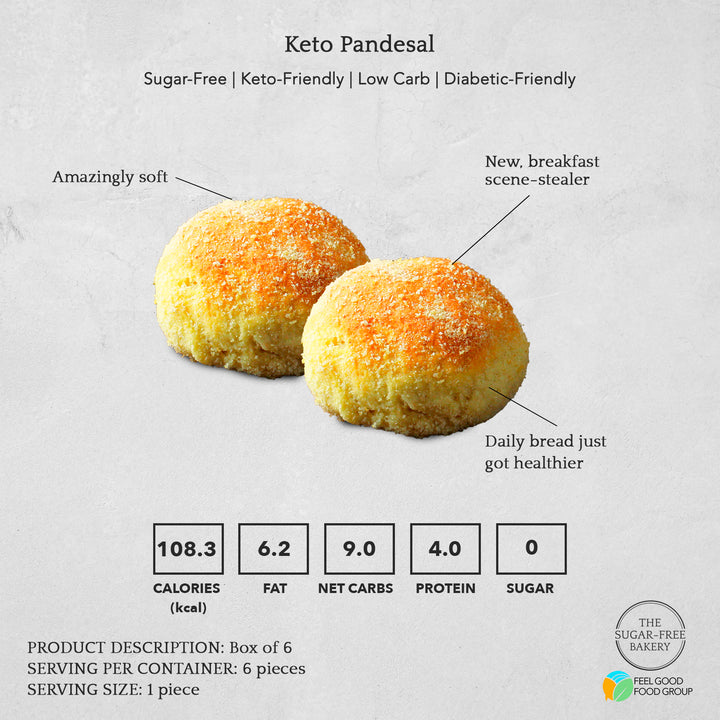 Keto Pandesal
Sugar-Free | Keto-Friendly | Low Carb | Diabetic-Friendly
Amazingly soft
New, breakfast
scene-stealer
Daily bread just
got healthier
108.3
6.2
9.0
4.0
0
CALORIES
(kcal)
FAT
NET CARBS
PROTEIN
SUGAR
PRODUCT DESCRIPTION: Box of 6
SERVING PER CONTAINER: 6 pieces
SERVING SIZE: 1 piece
THE
SUGAR-FREE
BAKERY
FEEL GOOD
FOOD GROUP